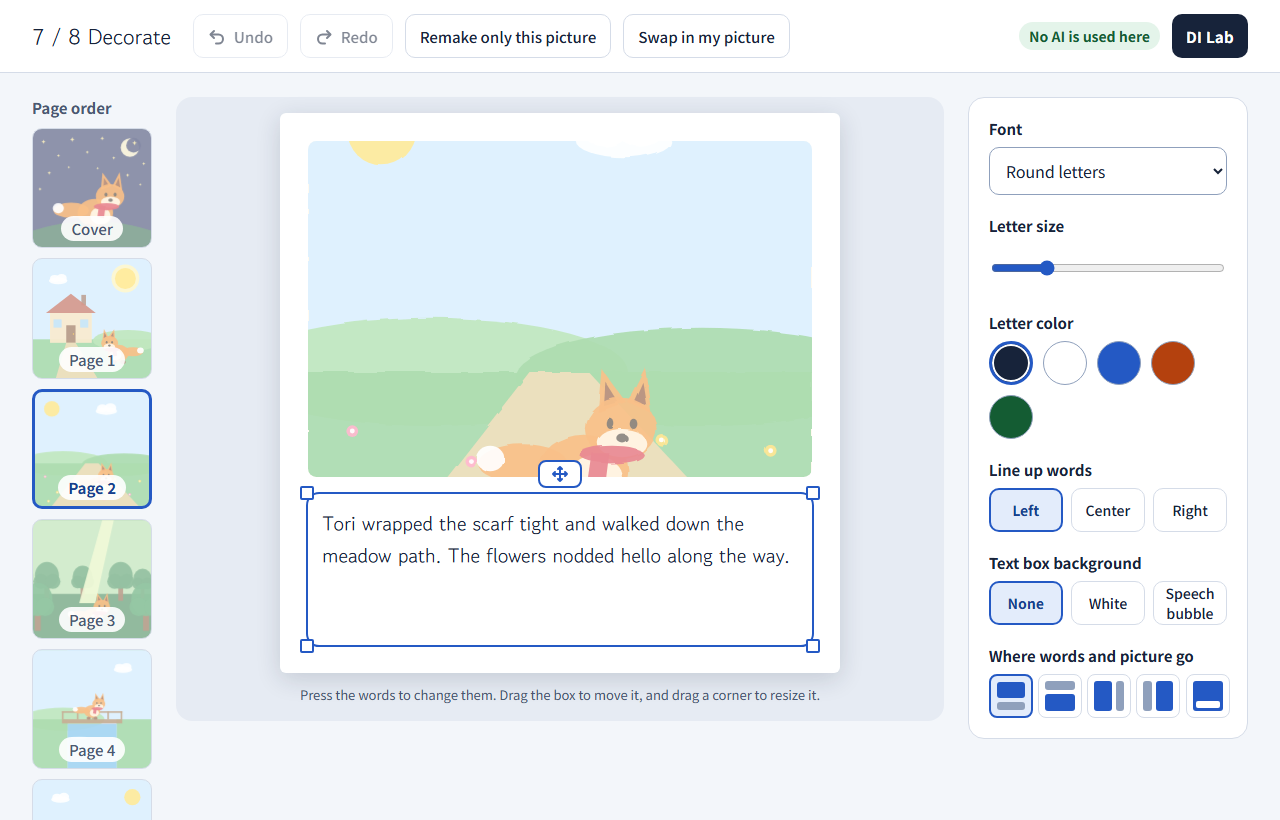 7 / 8 Decorate
Undo
Redo
Remake only this picture
Swap in my picture
No AI is used here
DI Lab
Page order
Cover
Page 1
Page 2
Page 3
Page 4
Tori wrapped the scarf tight and walked down the
meadow path. The flowers nodded hello along the way.
Press the words to change them. Drag the box to move it, and drag a corner to resize it.
Font
Round letters
Letter size
Letter color
Line up words
Left
Center
Right
Text box background
None
White
Speech
bubble
Where words and picture go